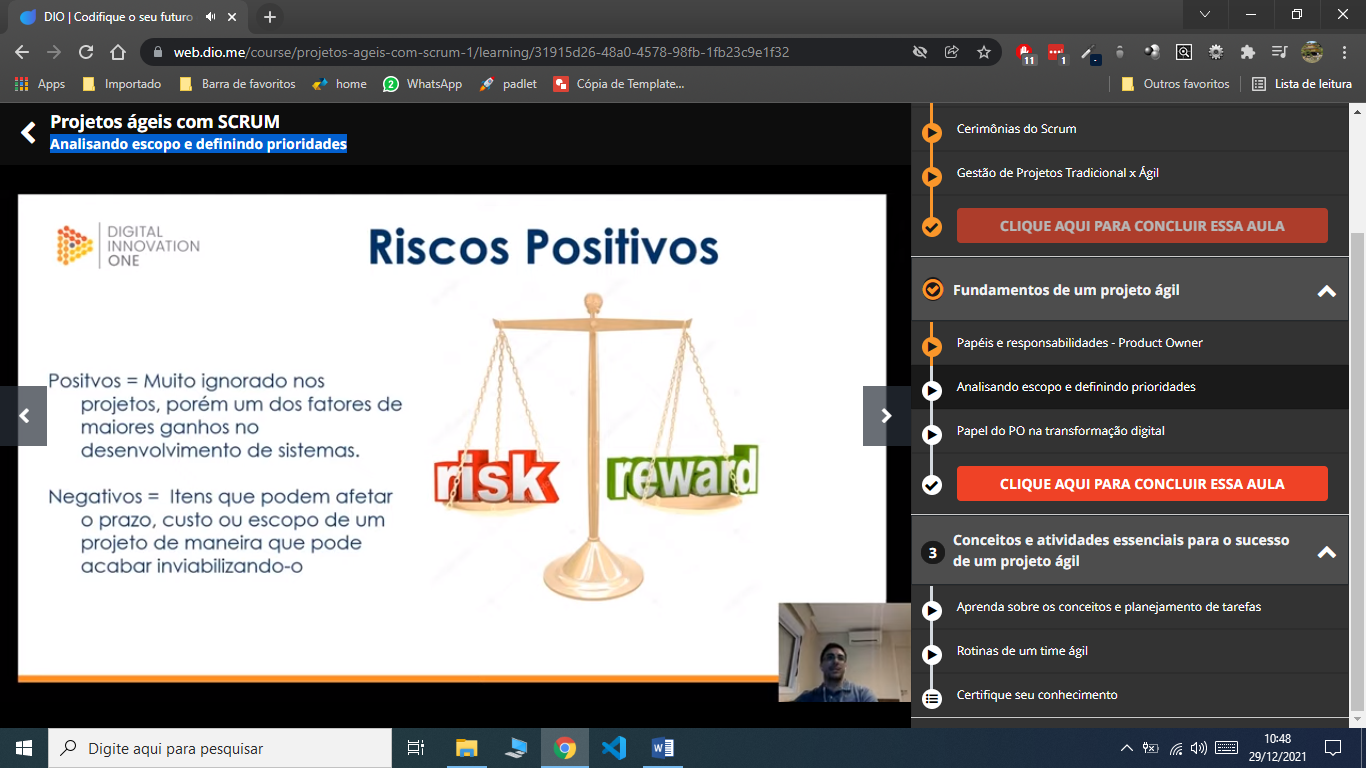 DIO | Codifique o seu futuro
web.dio.me/course/projetos-ageis-com-scrum-1/learning/31915d26-48a0-4578-98fb-1fb23c9e1f32
11
1
Apps
Importado
Barra de favoritos
home
2
WhatsApp
padlet
Cópia de Template...
Outros favoritos
Lista de leitura
Projetos ágeis com SCRUM
Analisando escopo e definindo prioridades
DIGITAL
INNOVATION
ONE
Riscos Positivos
Positvos = Muito ignorado nos
projetos, porém um dos fatores de
maiores ganhos no
desenvolvimento de sistemas.
Negativos = Itens que podem afetar
o prazo, custo ou escopo de um
projeto de maneira que pode
acabar inviabilizando-o
risk
reward
Cerimônias do Scrum
Gestão de Projetos Tradicional x Ágil
CLIQUE AQUI PARA CONCLUIR ESSA AULA
Fundamentos de um projeto ágil
Papéis e responsabilidades - Product Owner
Analisando escopo e definindo prioridades
Papel do PO na transformação digital
CLIQUE AQUI PARA CONCLUIR ESSA AULA
3
Conceitos e atividades essenciais para o sucesso
de um projeto ágil
Aprenda sobre os conceitos e planejamento de tarefas
Rotinas de um time ágil
Certifique seu conhecimento
Digite aqui para pesquisar
10:48
29/12/2021